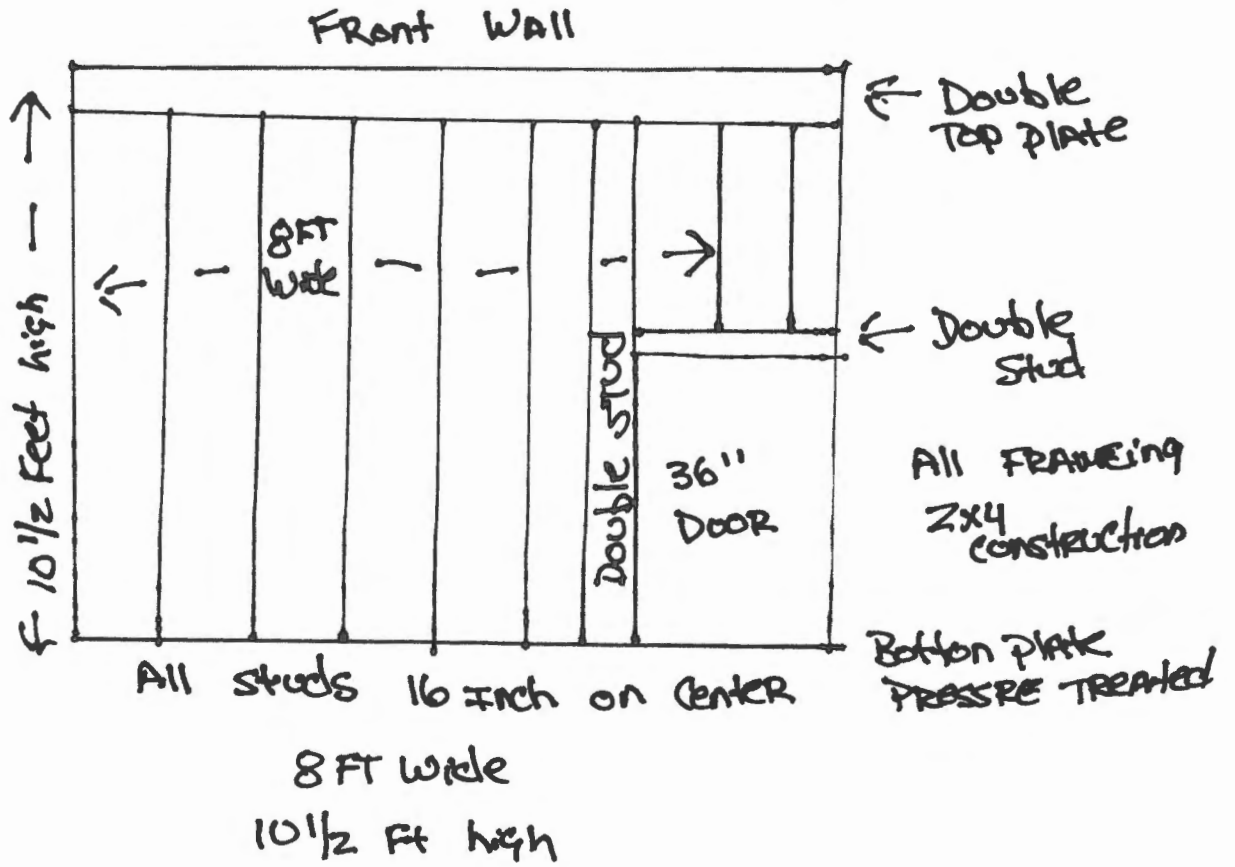 Front Wall
← Double
Top plate
← 10 1/2 Feet high — →
8FT
Wide
Double Stud
← Double
Stud
36"
DOOR
All FRAMEing
2x4
construction
Botton plate
PRESSRE TREATED
All studs 16 Inch on Center
8 FT Wide
10 1/2 Ft high